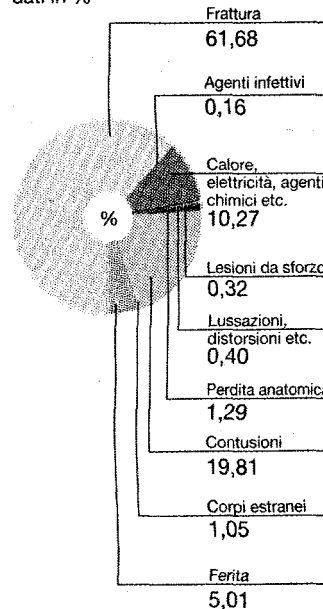 dati in %
Frattura
61,68
Agenti infettivi
0,16
Calore,
elettricità, agenti
chimici etc.
10,27
%
Lesioni da sforzo
0,32
Lussazioni,
distorsioni etc.
0,40
Perdita anatomica
1,29
Contusioni
19,81
Corpi estranei
1,05
Ferita
5,01